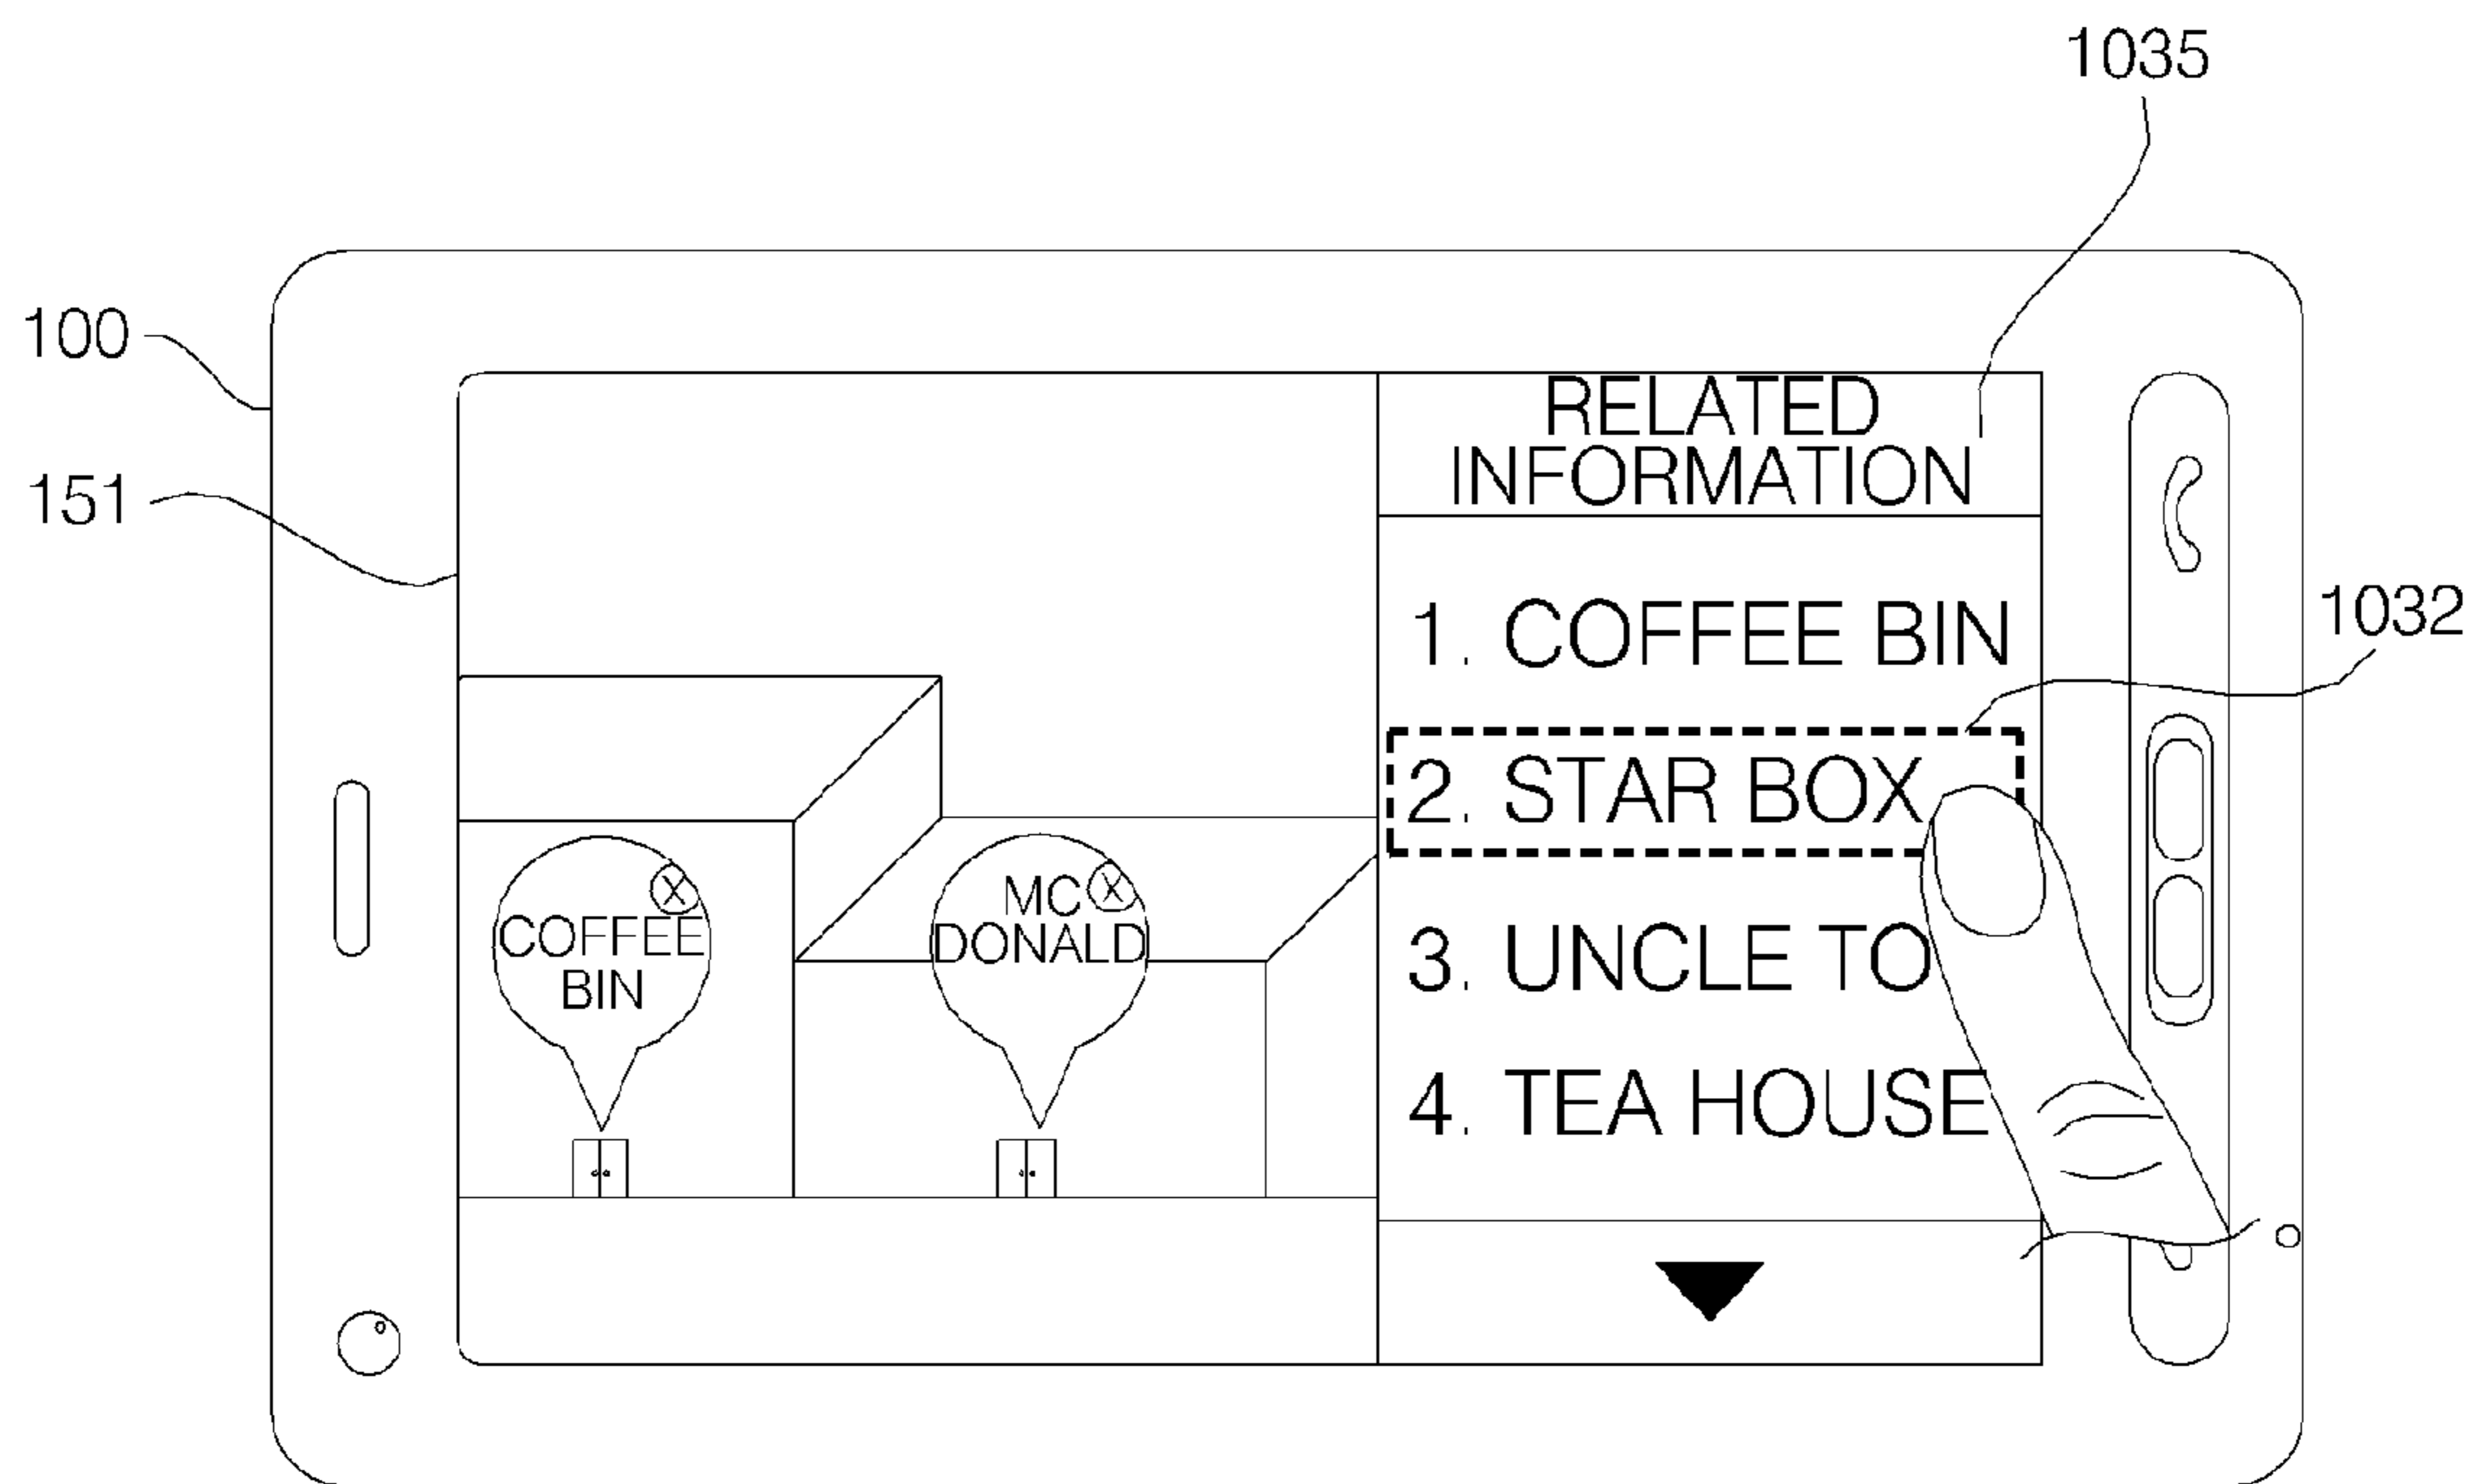 1035
100
151
RELATED
INFORMATION
1. COFFEE BIN
1032
2. STAR BOX
3. UNCLE TO
4. TEA HOUSE
X
COFFEE
BIN
MC X
DONALD